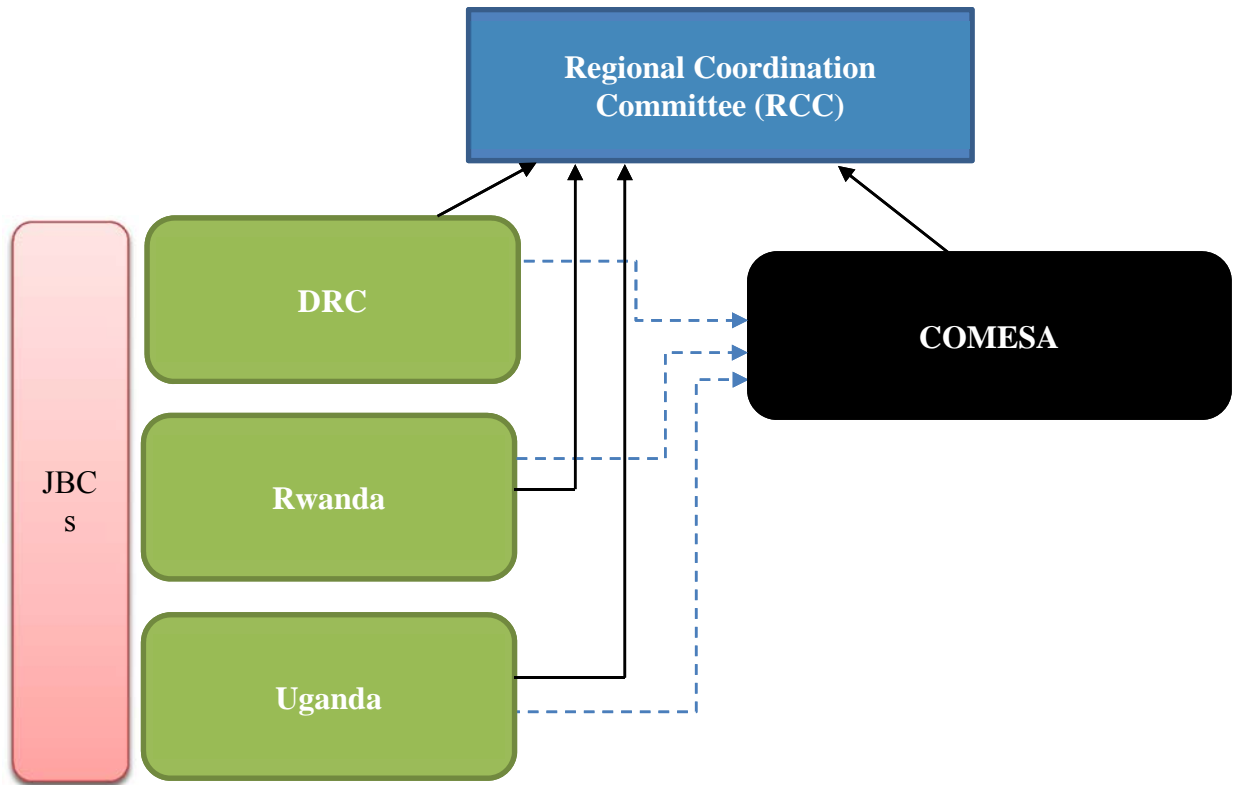 Regional Coordination
Committee (RCC)
DRC
COMESA
JBC
s
Rwanda
Uganda